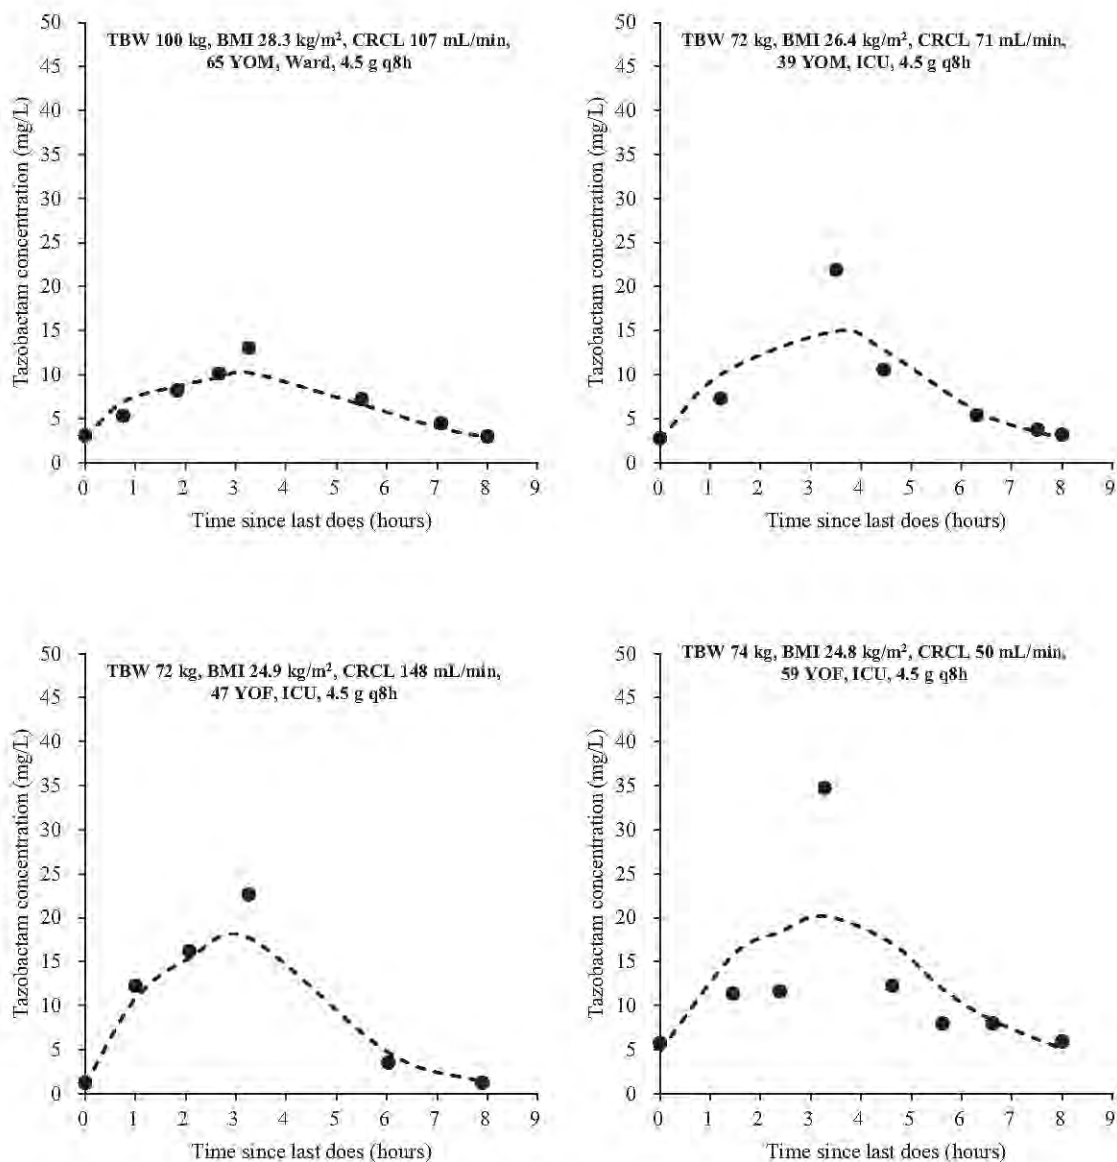 TBW 100 kg, BMI 28.3 kg/m², CRCL 107 mL/min,
65 YOM, Ward, 4.5 g q8h
Tazobactam concentration (mg/L)
50
45
40
35
30
25
20
15
10
5
0
0 1 2 3 4 5 6 7 8 9
Time since last does (hours)
TBW 72 kg, BMI 26.4 kg/m², CRCL 71 mL/min,
39 YOM, ICU, 4.5 g q8h
Tazobactam concentration (mg/L)
50
45
40
35
30
25
20
15
10
5
0
0 1 2 3 4 5 6 7 8 9
Time since last does (hours)
TBW 72 kg, BMI 24.9 kg/m², CRCL 148 mL/min,
47 YOF, ICU, 4.5 g q8h
Tazobactam concentration (mg/L)
50
45
40
35
30
25
20
15
10
5
0
0 1 2 3 4 5 6 7 8 9
Time since last does (hours)
TBW 74 kg, BMI 24.8 kg/m², CRCL 50 mL/min,
59 YOF, ICU, 4.5 g q8h
Tazobactam concentration (mg/L)
50
45
40
35
30
25
20
15
10
5
0
0 1 2 3 4 5 6 7 8 9
Time since last does (hours)